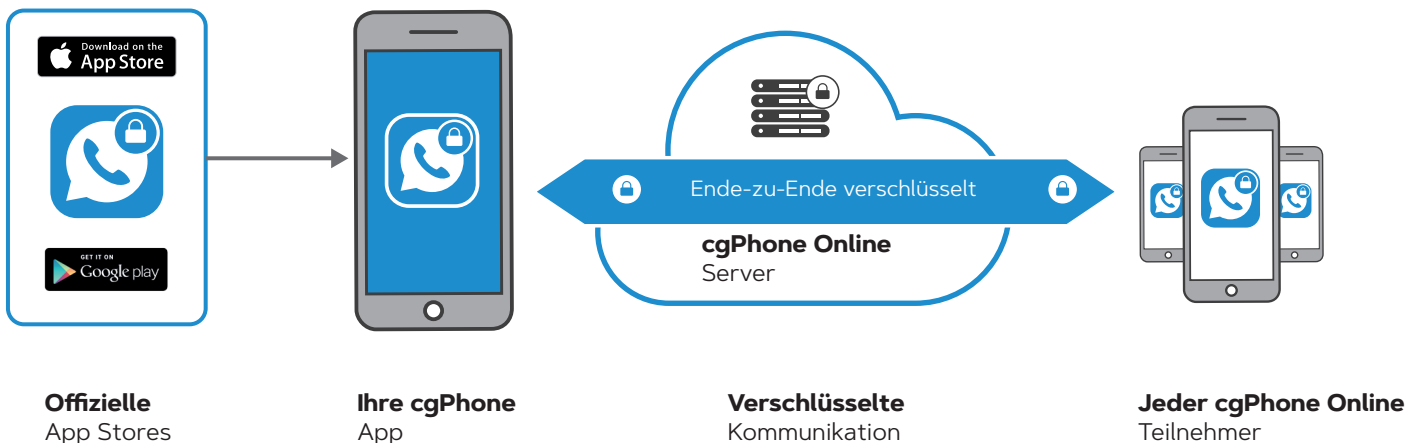 Download on the
App Store
GET IT ON
Google play
Ende-zu-Ende verschlüsselt
cgPhone Online
Server
Offizielle
App Stores
Ihre cgPhone
App
Verschlüsselte
Kommunikation
Jeder cgPhone Online
Teilnehmer